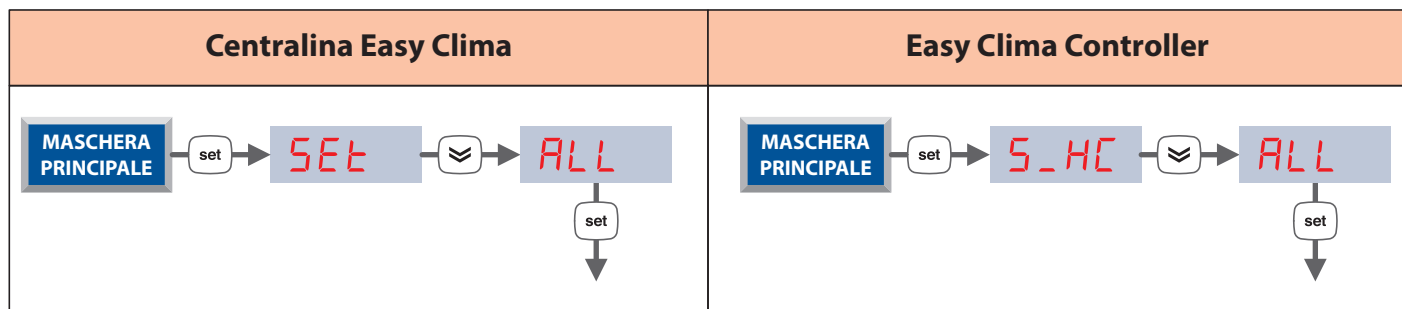 Centralina Easy Clima
Easy Clima Controller
MASCHERA
PRINCIPALE
set
SEt
ALL
set
MASCHERA
PRINCIPALE
set
S_HC
ALL
set